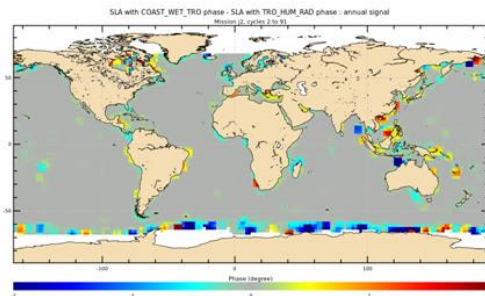 SLA with COAST_WET_TRO phase - SLA with TRO_HUM_RAD phase : annual signal
Mission j2, cycles 2 to 91
50
0
-50
-100
0
100
Phase (degree)